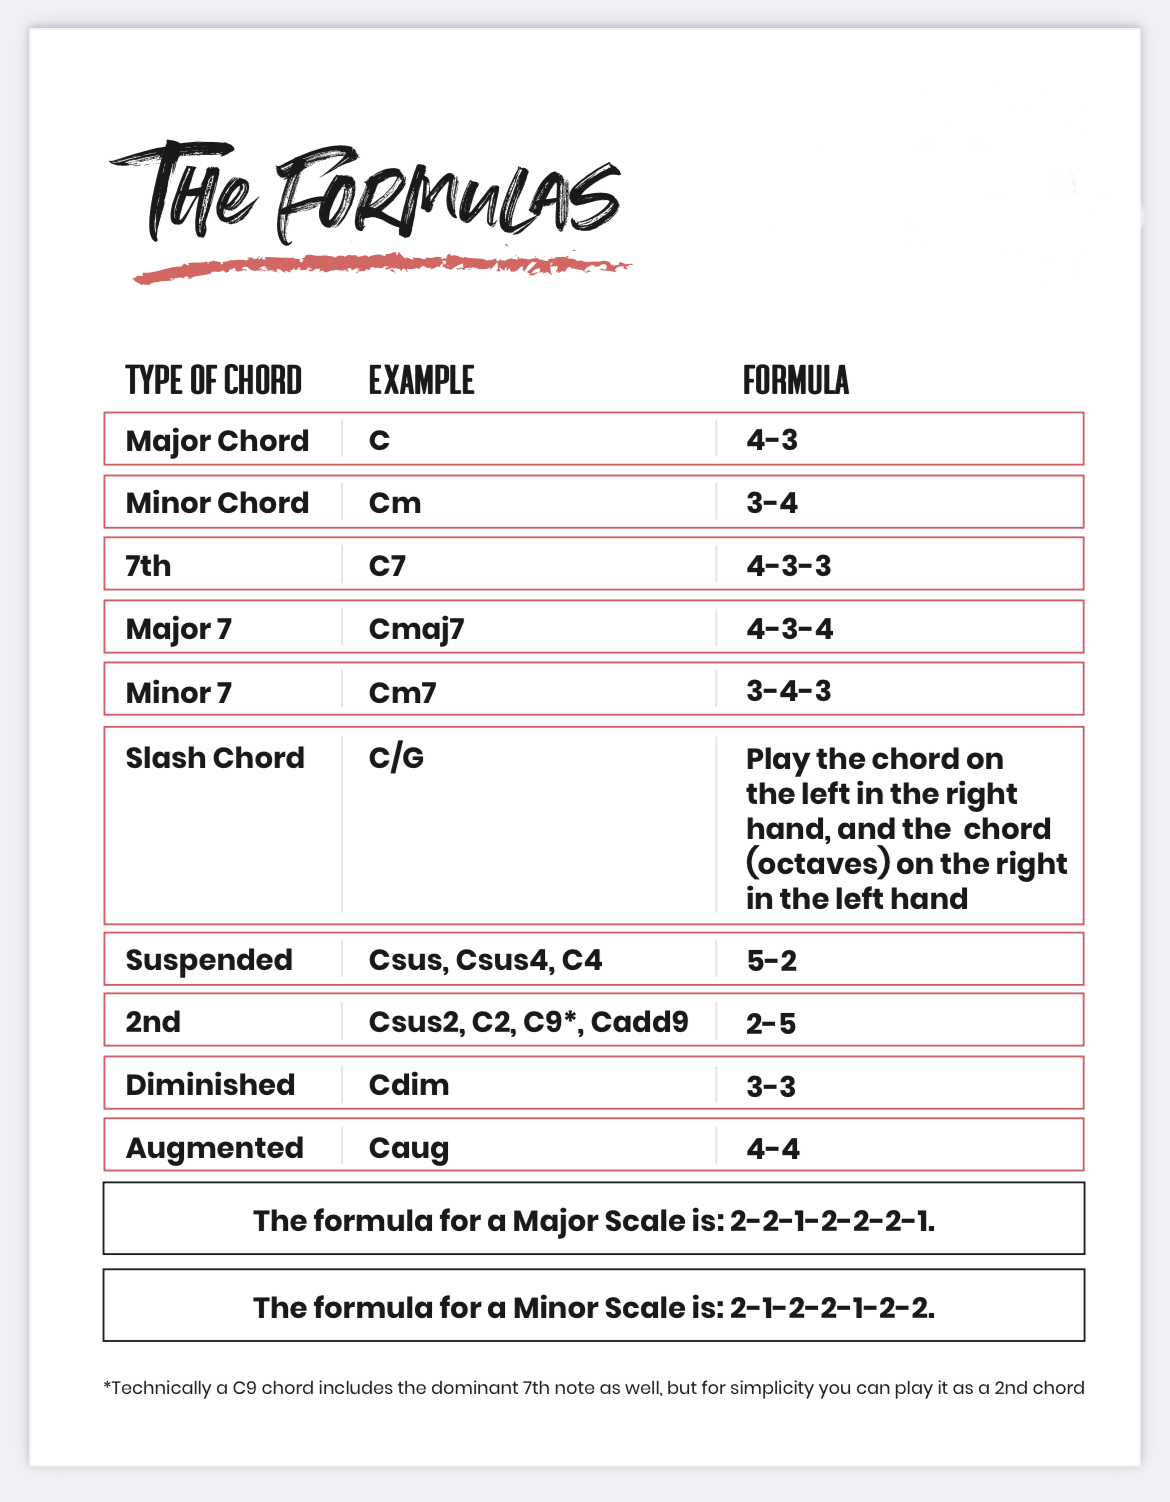 The Formulas
TYPE OF CHORD EXAMPLE FORMULA
Major Chord C 4-3
Minor Chord Cm 3-4
7th C7 4-3-3
Major 7 Cmaj7 4-3-4
Minor 7 Cm7 3-4-3
Slash Chord C/G Play the chord on
the left in the right
hand, and the chord
(octaves) on the right
in the left hand
Suspended Csus, Csus4, C4 5-2
2nd Csus2, C2, C9*, Cadd9 2-5
Diminished Cdim 3-3
Augmented Caug 4-4
The formula for a Major Scale is: 2-2-1-2-2-2-1.
The formula for a Minor Scale is: 2-1-2-2-1-2-2.
*Technically a C9 chord includes the dominant 7th note as well, but for simplicity you can play it as a 2nd chord